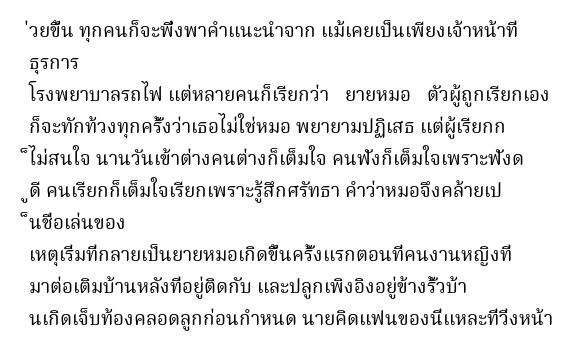 ่วยขึ้น ทุกคนก็จะพึ่งพาคำแนะนำจาก แม้เคยเป็นเพียงเจ้าหน้าที่
ธุรการ
โรงพยาบาลรถไฟ แต่หลายคนก็เรียกว่า ยายหมอ ตัวผู้ถูกเรียกเอง
ก็จะทักท้วงทุกครั้งว่าเธอไม่ใช่หมอ พยายามปฏิเสธ แต่ผู้เรียกก
็ไม่สนใจ นานวันเข้าต่างคนต่างก็เต็มใจ คนฟังก็เต็มใจเพราะฟังด
ูดี คนเรียกก็เต็มใจเรียกเพราะรู้สึกศรัทธา คำว่าหมอจึงคล้ายเป
็นชื่อเล่นของ
เหตุเริ่มที่กลายเป็นยายหมอเกิดขึ้นครั้งแรกตอนที่คนงานหญิงที่
มาต่อเติมบ้านหลังที่อยู่ติดกับ และปลูกเพิงอิงอยู่ข้างรั้วบ้า
นเกิดเจ็บท้องคลอดลูกก่อนกำหนด นายคิดแฟนของนี่แหละที่วิ่งหน้า